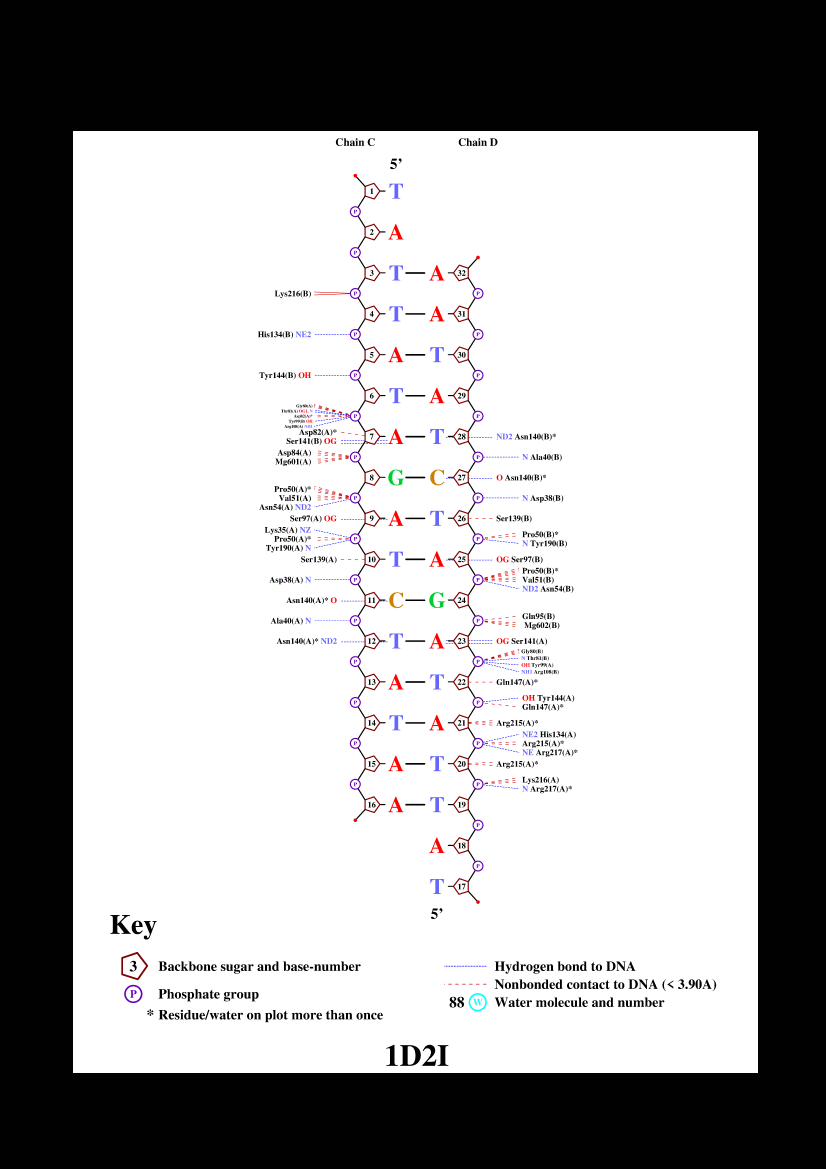 Chain C Chain D
5’
1 T
P
2 A
P
3 T A 32
Lys216(B) P P
4 T A 31
His134(B) NE2 P P
5 A T 30
Tyr144(B) OH P P
6 T A 29
Gly80(A)
Thr81(A) OG1 N
Asp82(A)*
Tyr99(B) OH
Arg108(A) NH1
P P
Asp82(A)*
7 A T 28 ND2 Asn140(B)*
Ser141(B) OG
Asp84(A)
P P N Ala40(B)
Mg601(A)
8 G C 27 O Asn140(B)*
Pro50(A)*
Val51(A) P P N Asp38(B)
Asn54(A) ND2
Ser97(A) OG 9 A T 26 Ser139(B)
Lys35(A) NZ
Pro50(A)* P P Pro50(B)*
Tyr190(A) N N Tyr190(B)
Ser139(A) 10 T A 25 OG Ser97(B)
Pro50(B)*
Asp38(A) N P P Val51(B)
ND2 Asn54(B)
Asn140(A)* O 11 C G 24
Gln95(B)
Ala40(A) N P P
Mg602(B)
Asn140(A)* ND2 12 T A 23 OG Ser141(A)
Gly80(B)
N Thr81(B)
P P
OH Tyr99(A)
NH1 Arg108(B)
13 A T 22 Gln147(A)*
OH Tyr144(A)
P P
Gln147(A)*
14 T A 21 Arg215(A)*
NE2 His134(A)
P P Arg215(A)*
NE Arg217(A)*
15 A T 20 Arg215(A)*
Lys216(A)
P P
N Arg217(A)*
16 A T 19
P
A 18
P
T 17
5’
Key
3 Backbone sugar and base-number
P Phosphate group
* Residue/water on plot more than once
Hydrogen bond to DNA
Nonbonded contact to DNA (< 3.90A)
88 W Water molecule and number
1D2I